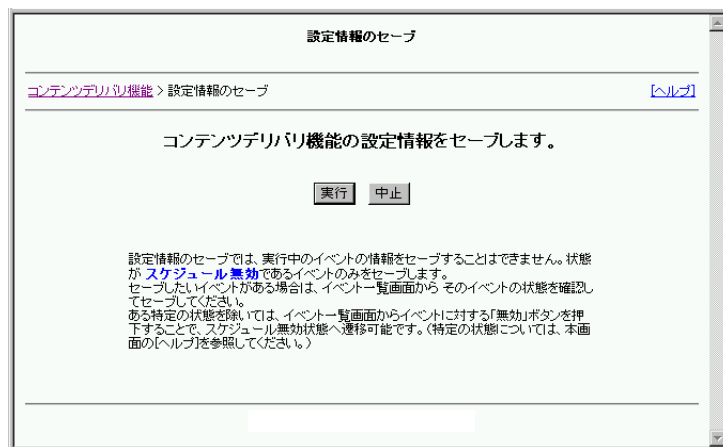 設定情報のセーブ
コンテンツデリバリ機能 > 設定情報のセーブ
[ヘルプ]
コンテンツデリバリ機能の設定情報をセーブします。
実行 中止
設定情報のセーブでは、実行中のイベントの情報をセーブすることはできません。状態
が スケジュール無効であるイベントのみをセーブします。
セーブしたいイベントがある場合は、イベント一覧画面から そのイベントの状態を確認し
てセーブしてください。
ある特定の状態を除いては、イベント一覧画面からイベントに対する「無効」ボタンを押
下することで、スケジュール無効状態へ遷移可能です。（特定の状態については、本画
面の[ヘルプ]を参照してください。）